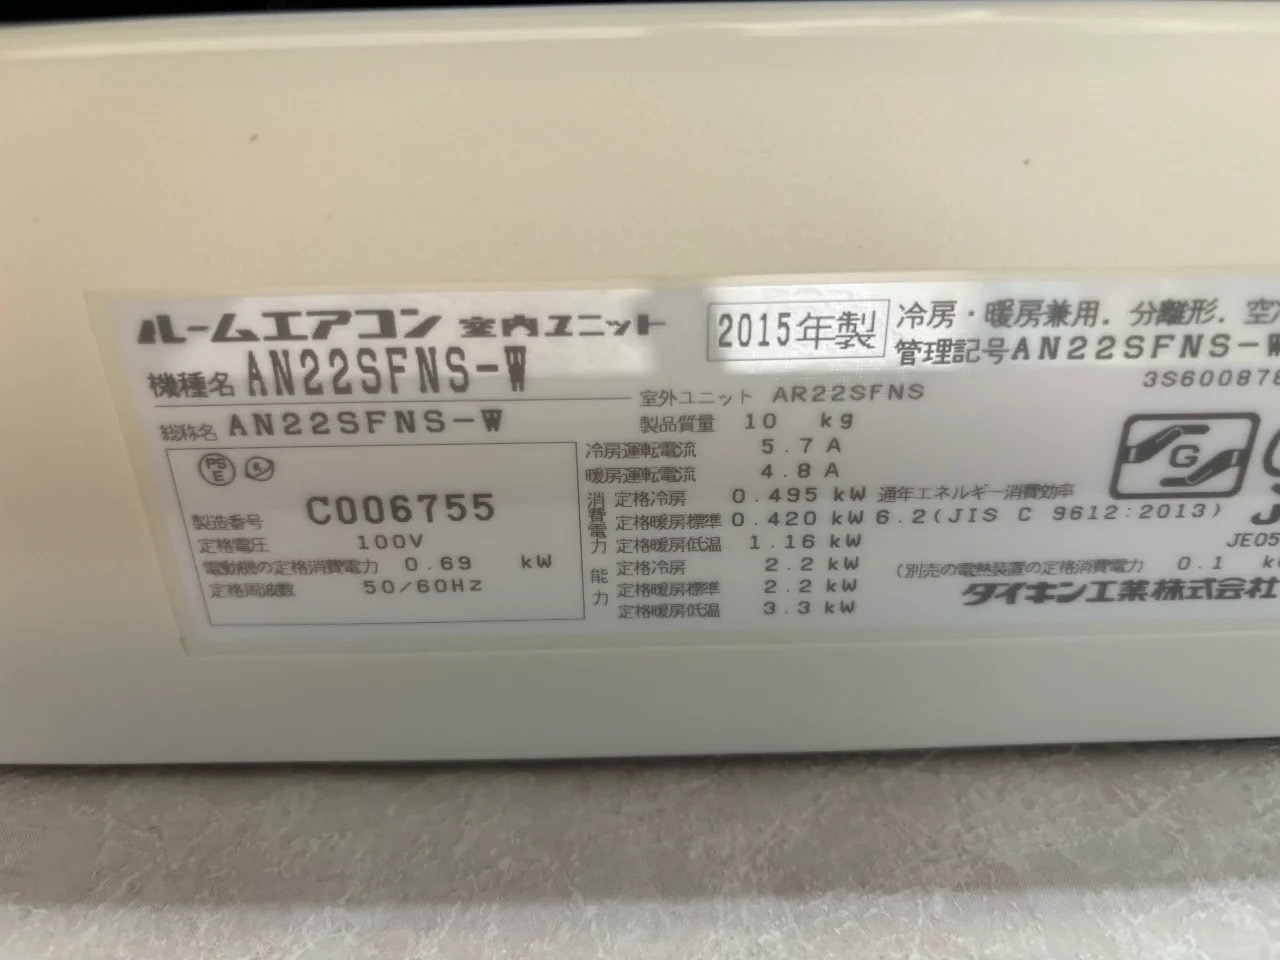 ルームエアコン 室内ユニット
2015年製
冷房・暖房兼用. 分離形. 空
機種名 AN22SFNS-W
管理記号 AN22SFNS-W
3S600876
総称名 AN22SFNS-W
室外ユニット AR22SFNS
製品質量 10 kg
冷房運転電流 5.7 A
暖房運転電流 4.8 A
消費電力 定格冷房 0.495 kW
定格暖房標準 0.420 kW
定格暖房低温 1.16 kW
能力 定格冷房 2.2 kW
定格暖房標準 2.2 kW
定格暖房低温 3.3 kW
PS E
製造番号 C006755
定格電圧 100V
電動機の定格消費電力 0.69 kW
定格周波数 50/60Hz
通年エネルギー消費効率
6.2(JIS C 9612:2013)
G
JE05
(別売の電熱装置の定格消費電力 0.1
ダイキン工業株式会社